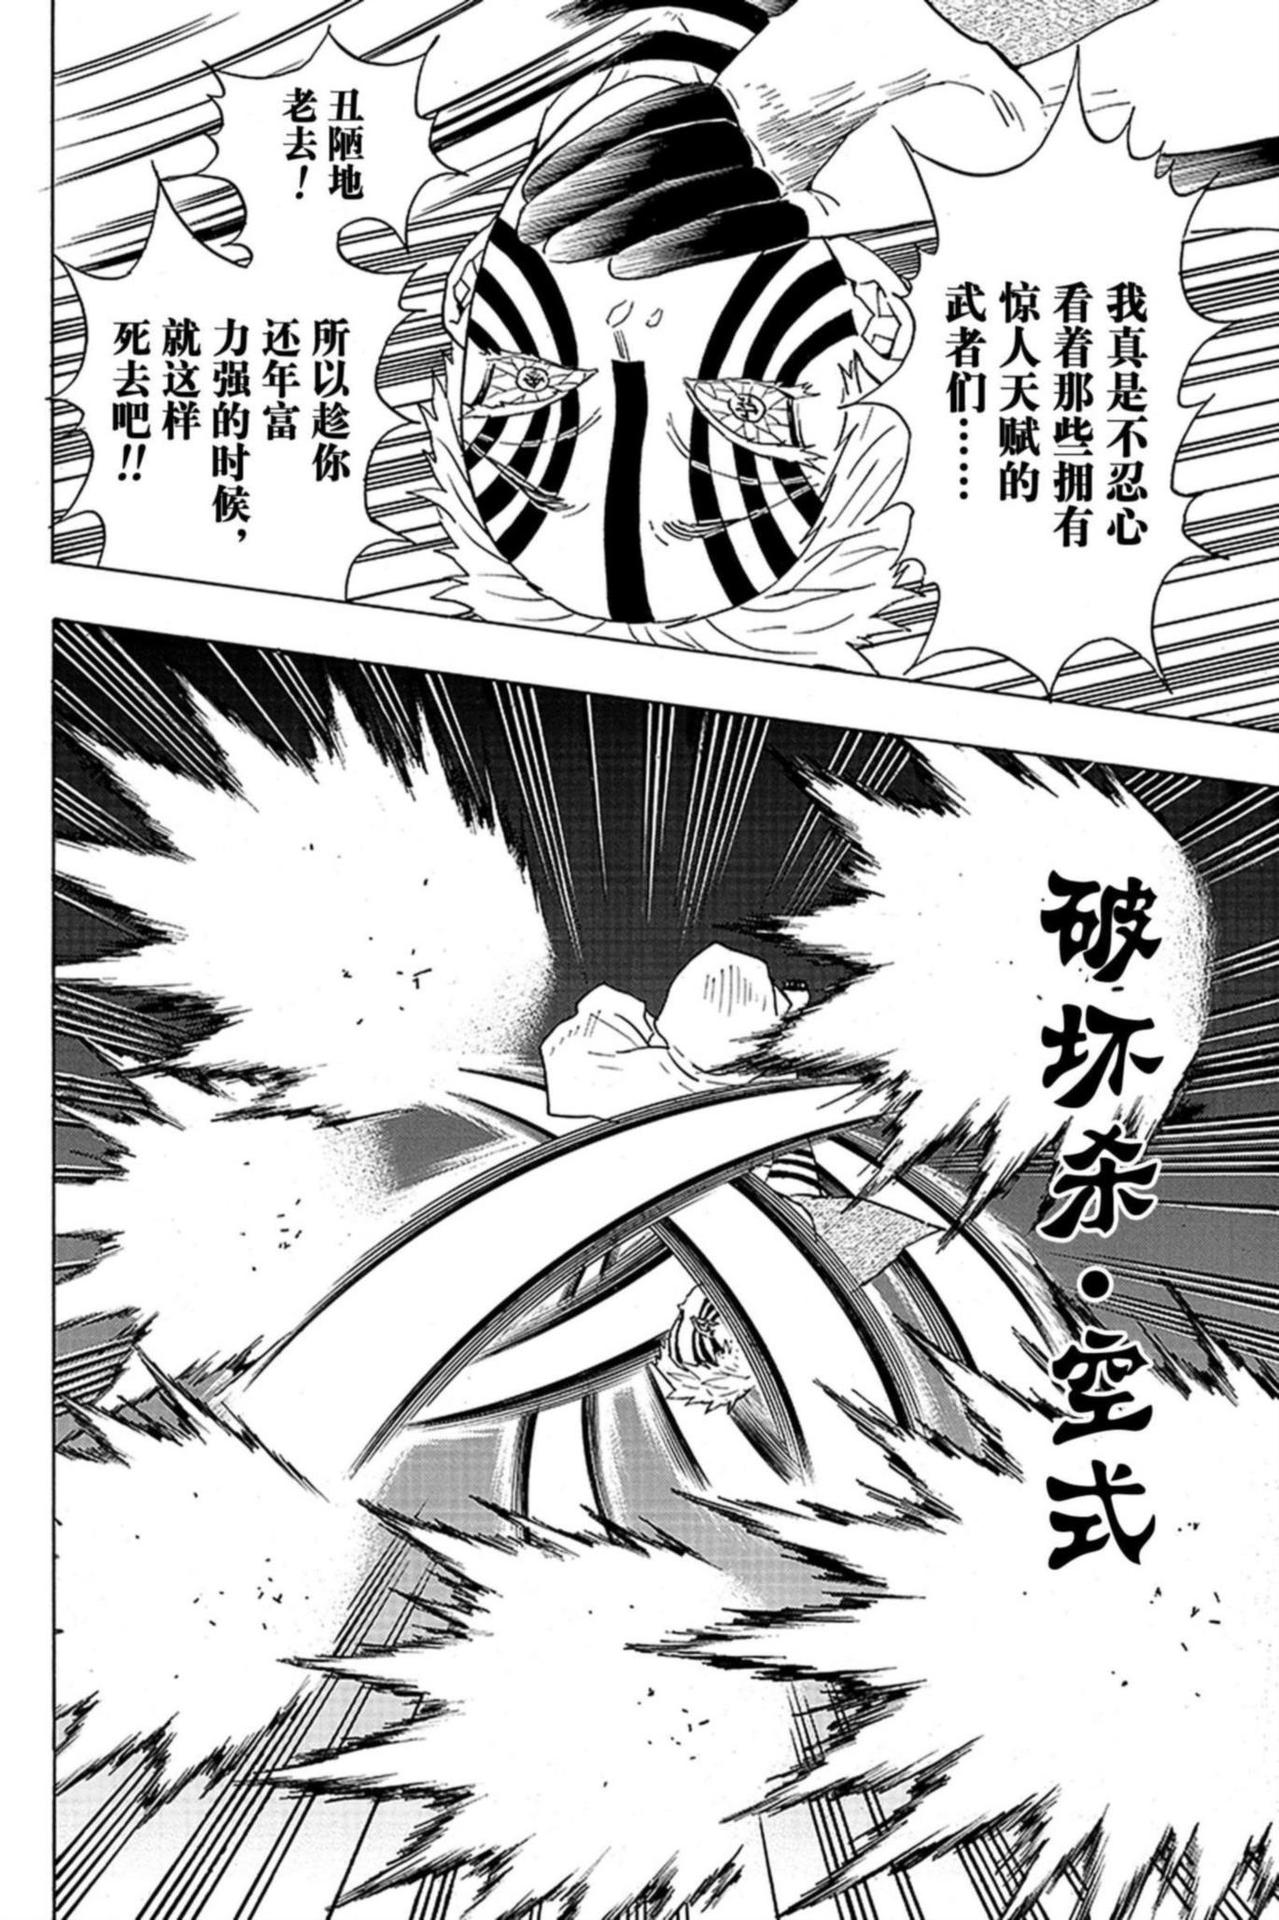 我真是不忍心
看着那些拥有
惊人天赋的
武者们……
丑陋地
老去！
所以趁你
还年富
力强的时候，
就这样
死去吧！！
破坏杀·空式